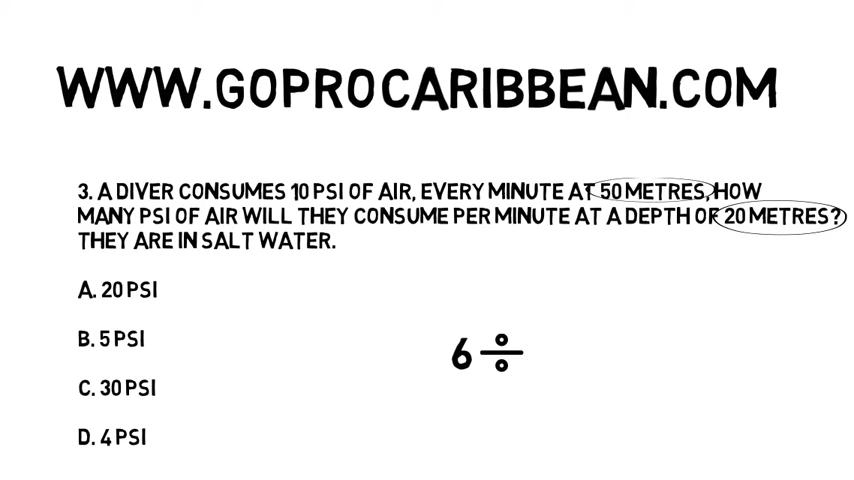 WWW.GOPROCARIBBEAN.COM
3. A DIVER CONSUMES 10 PSI OF AIR, EVERY MINUTE AT 50 METRES, HOW
MANY PSI OF AIR WILL THEY CONSUME PER MINUTE AT A DEPTH OF 20 METRES?
THEY ARE IN SALT WATER.
A. 20 PSI
B. 5 PSI
6 ÷
C. 30 PSI
D. 4 PSI